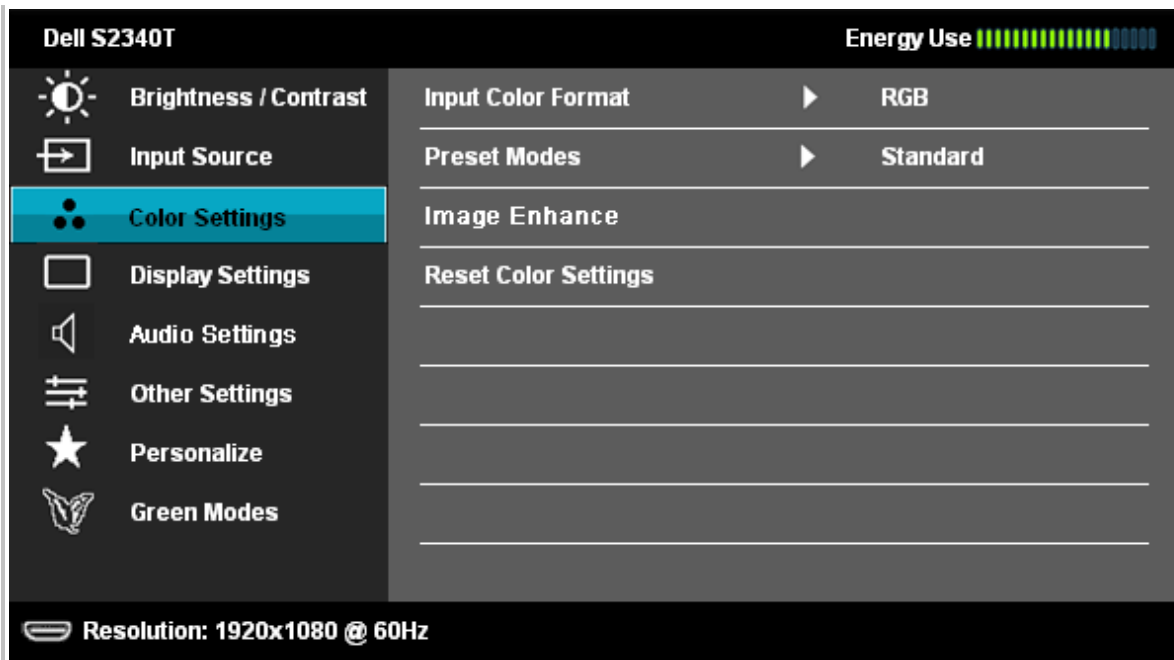 Dell S2340T
Energy Use
Brightness / Contrast
Input Source
Color Settings
Display Settings
Audio Settings
Other Settings
Personalize
Green Modes
Input Color Format RGB
Preset Modes Standard
Image Enhance
Reset Color Settings
Resolution: 1920x1080 @ 60Hz